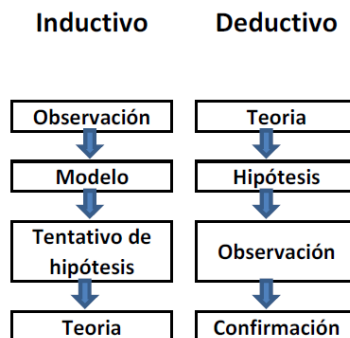 Inductivo
Deductivo
Observación
Teoria
Modelo
Hipótesis
Tentativo de
hipótesis
Observación
Teoria
Confirmación